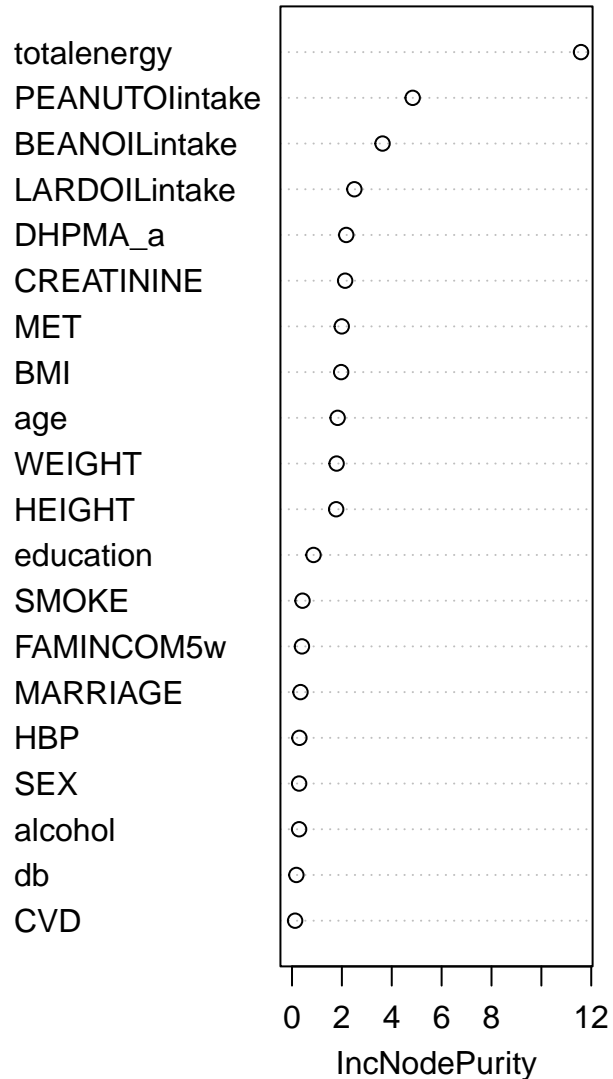 totalenergy
PEANUTOIintake
BEANOILintake
LARDOILintake
DHPMA_a
CREATININE
MET
BMI
age
WEIGHT
HEIGHT
education
SMOKE
FAMINCOM5w
MARRIAGE
HBP
SEX
alcohol
db
CVD
0 2 4 6 8 12
IncNodePurity